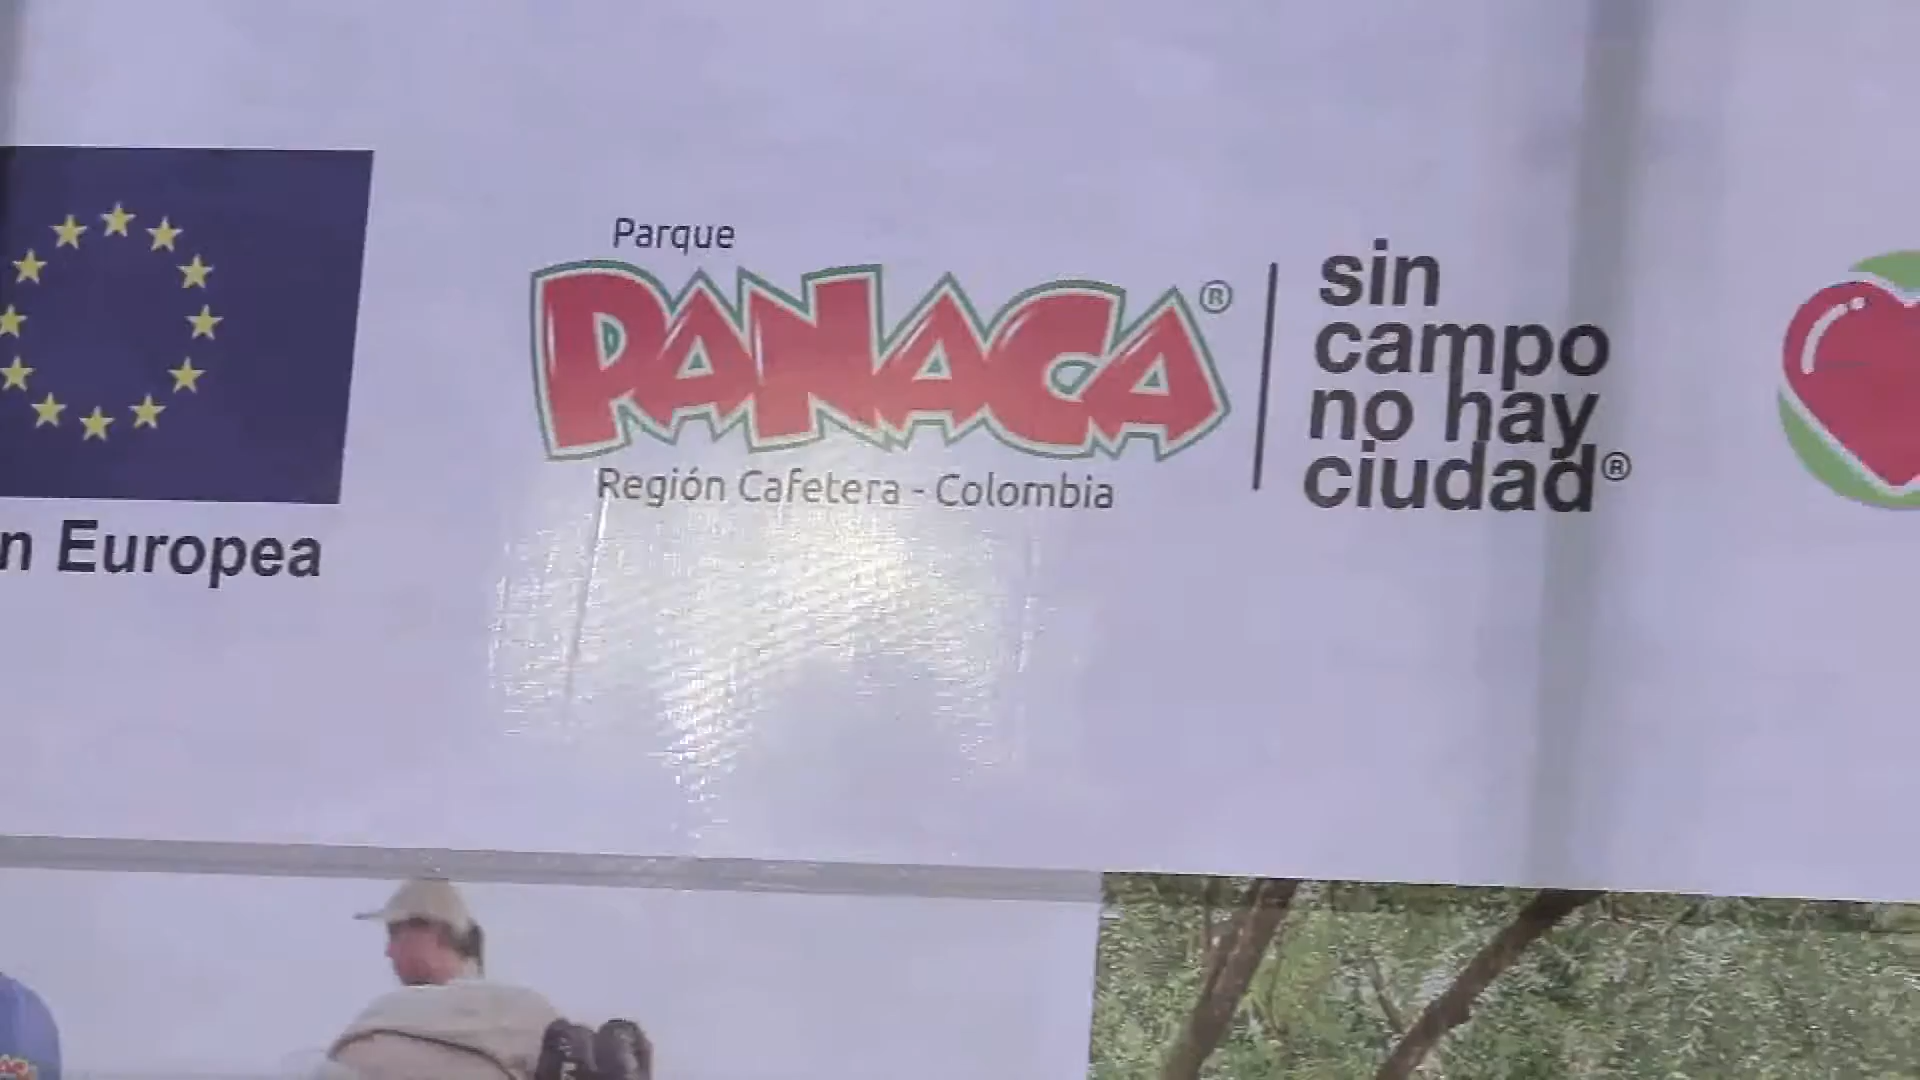 n Europea
Parque
PANACA®
Región Cafetera - Colombia
sin
campo
no hay
ciudad®